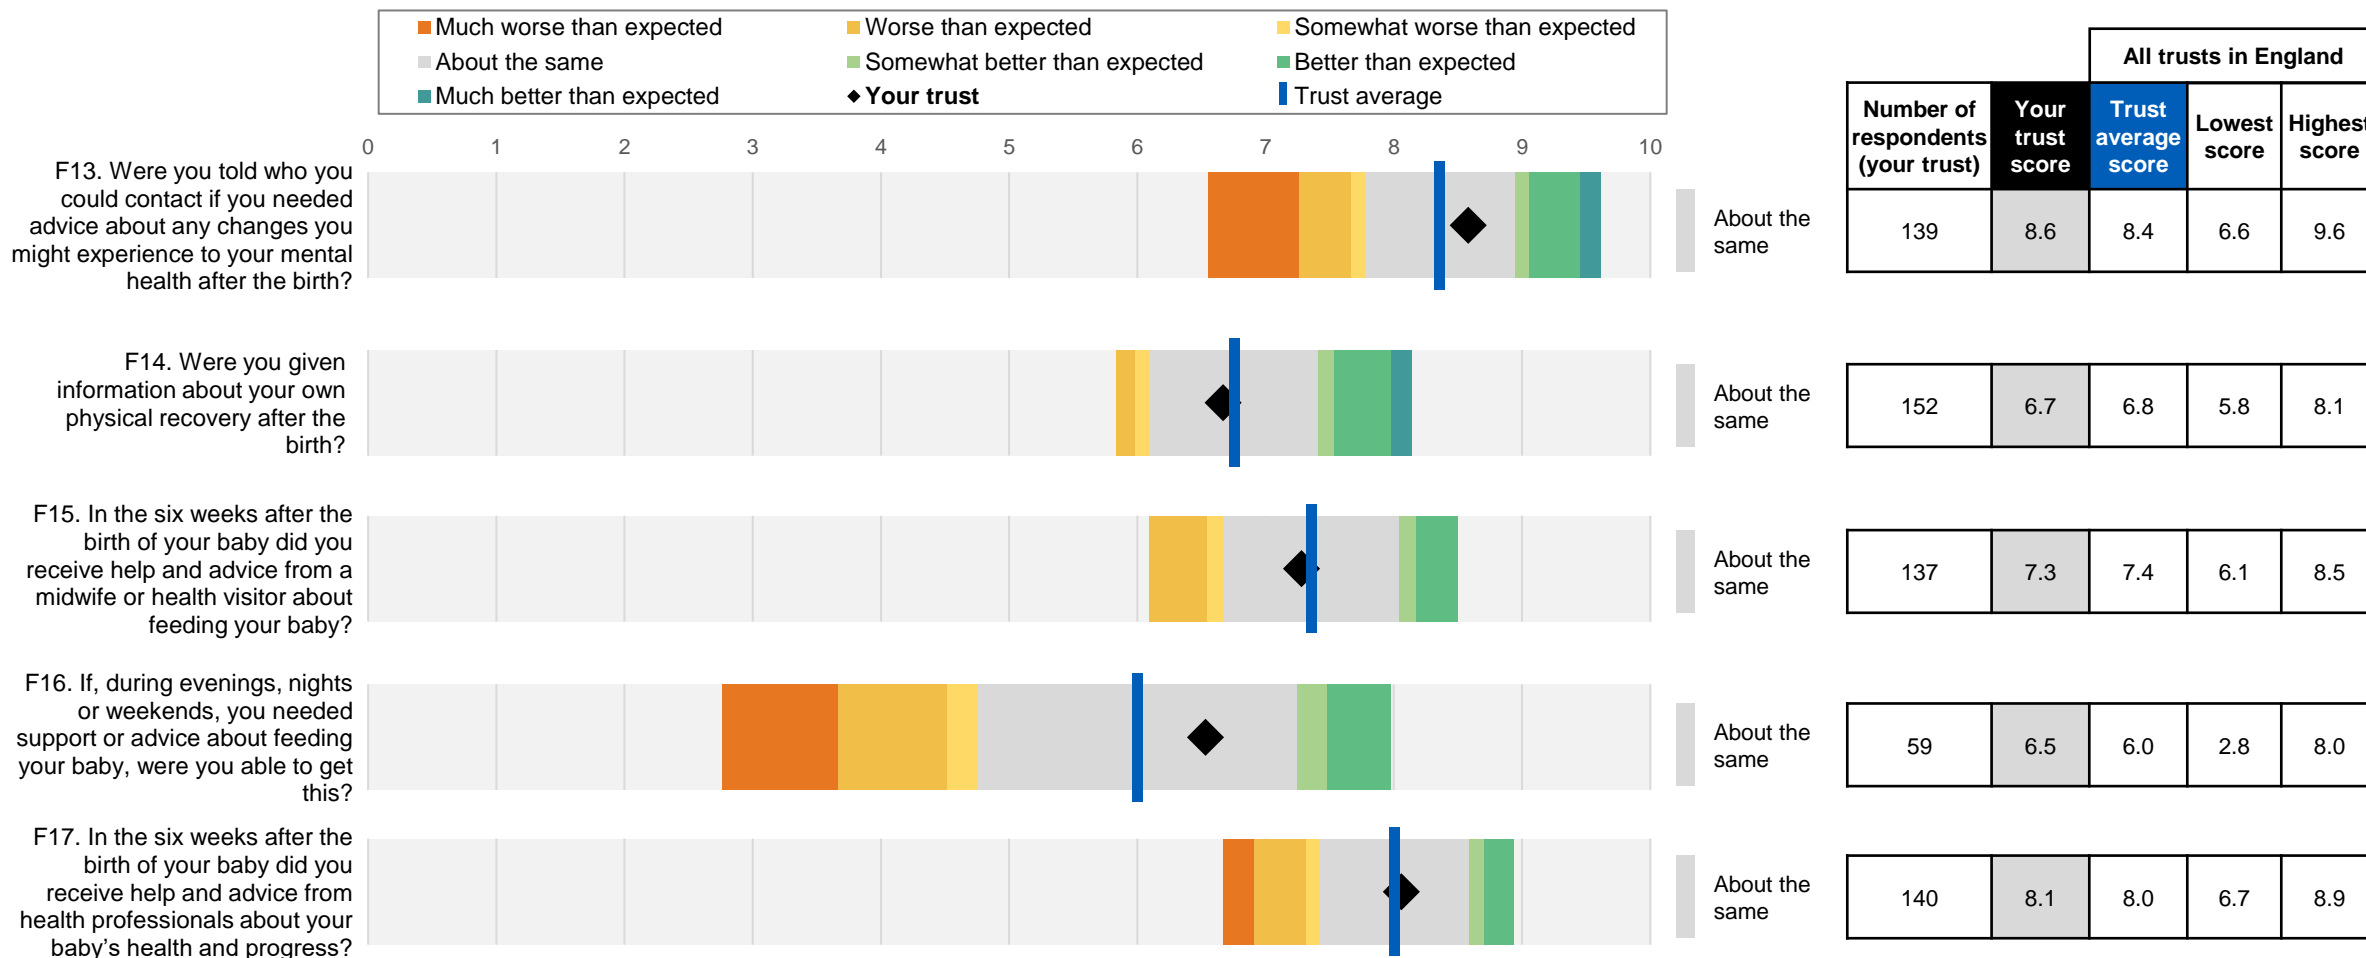 Much worse than expected
Worse than expected
Somewhat worse than expected
About the same
Somewhat better than expected
Better than expected
Much better than expected
Your trust
Trust average
All trusts in England
Number of
respondents
(your trust)
Your
trust
score
Trust
average
score
Lowest
score
Highest
score
0 1 2 3 4 5 6 7 8 9 10
F13. Were you told who you
could contact if you needed
advice about any changes you
might experience to your mental
health after the birth?
About the
same
139 8.6 8.4 6.6 9.6
F14. Were you given
information about your own
physical recovery after the
birth?
About the
same
152 6.7 6.8 5.8 8.1
F15. In the six weeks after the
birth of your baby did you
receive help and advice from a
midwife or health visitor about
feeding your baby?
About the
same
137 7.3 7.4 6.1 8.5
F16. If, during evenings, nights
or weekends, you needed
support or advice about feeding
your baby, were you able to get
this?
About the
same
59 6.5 6.0 2.8 8.0
F17. In the six weeks after the
birth of your baby did you
receive help and advice from
health professionals about your
baby's health and progress?
About the
same
140 8.1 8.0 6.7 8.9